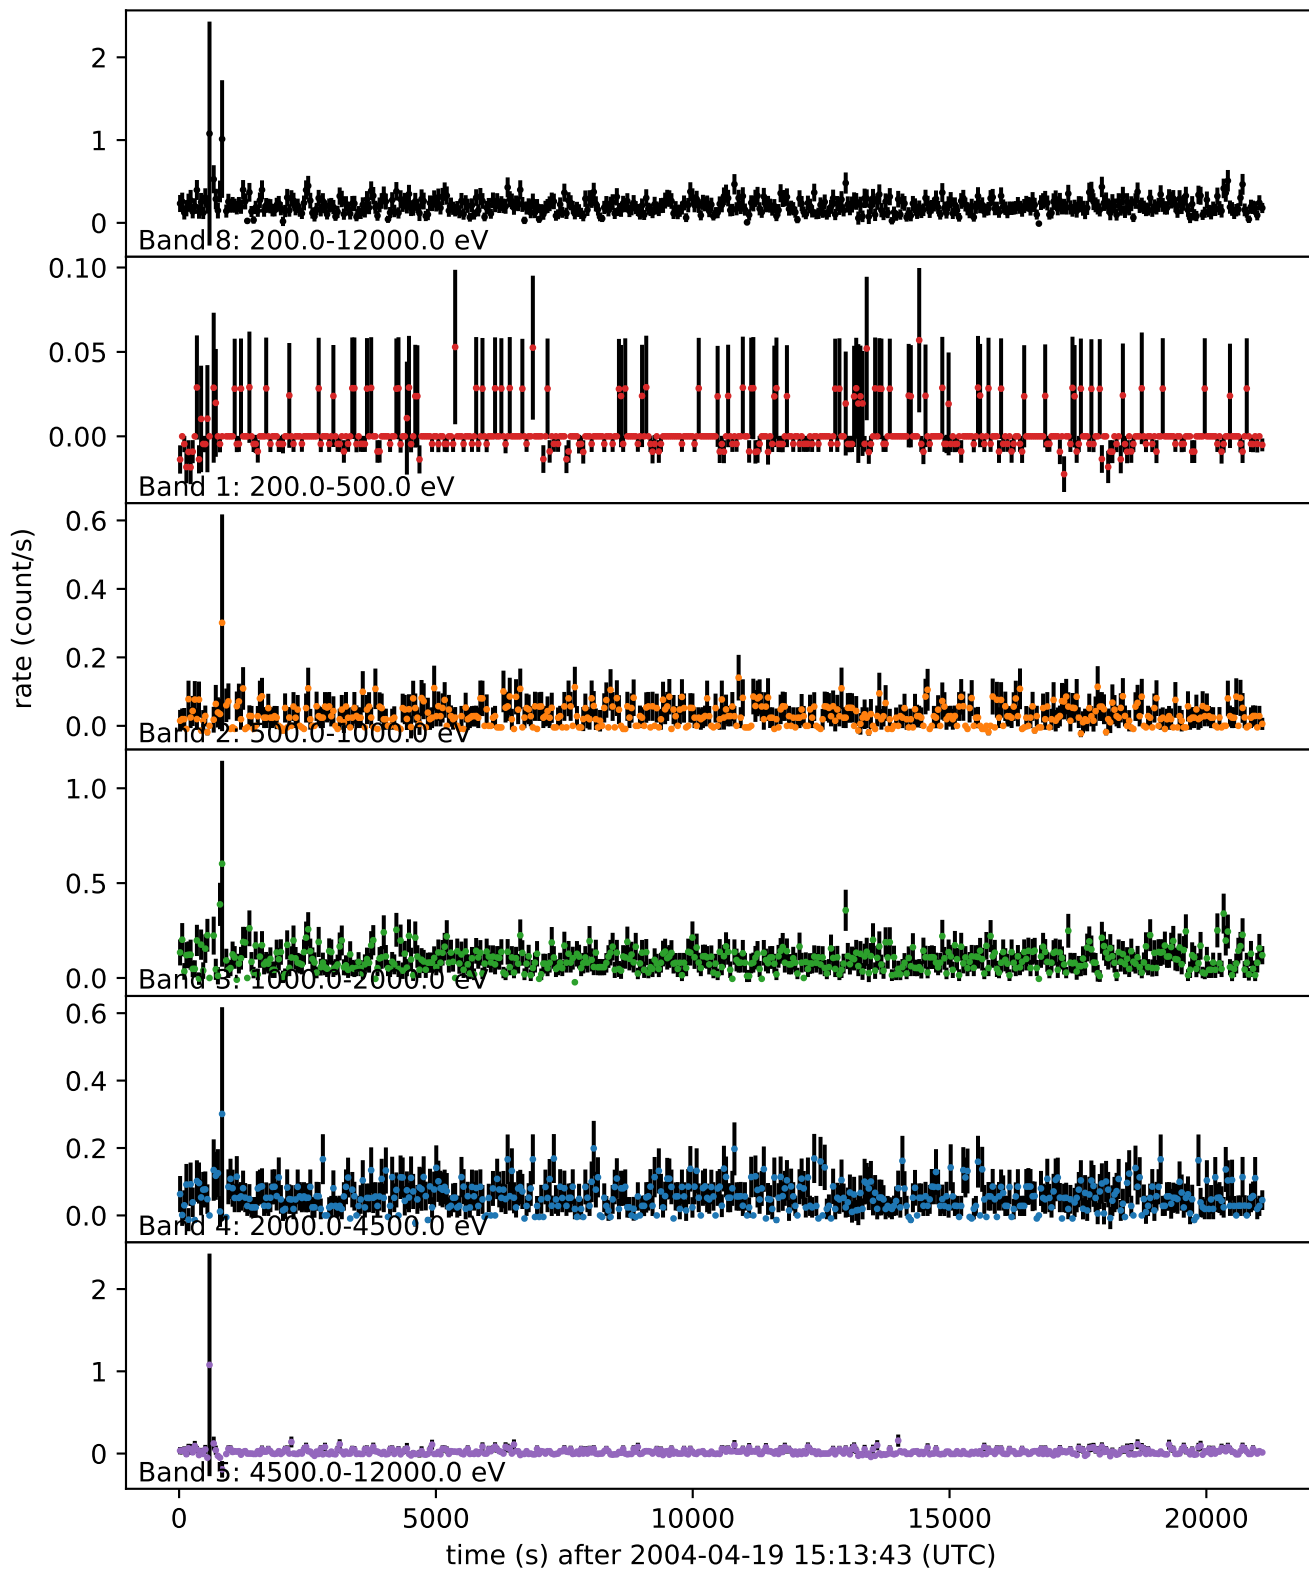 2
1
0
Band 8: 200.0-12000.0 eV
0.10
0.05
0.00
Band 1: 200.0-500.0 eV
0.6
0.4
0.2
0.0
Band 2: 500.0-1000.0 eV
rate (count/s)
1.0
0.5
0.0
Band 3: 1000.0-2000.0 eV
0.6
0.4
0.2
0.0
Band 4: 2000.0-4500.0 eV
2
1
0
Band 5: 4500.0-12000.0 eV
0 5000 10000 15000 20000
time (s) after 2004-04-19 15:13:43 (UTC)